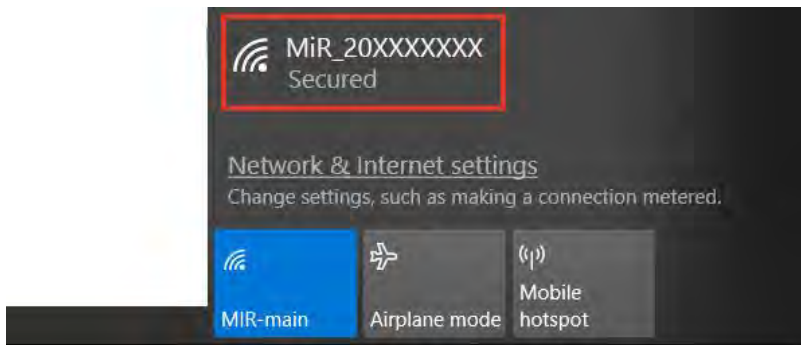 MiR_20XXXXXXX
Secured
Network & Internet settings
Change settings, such as making a connection metered.
MIR-main
Airplane mode
Mobile
hotspot